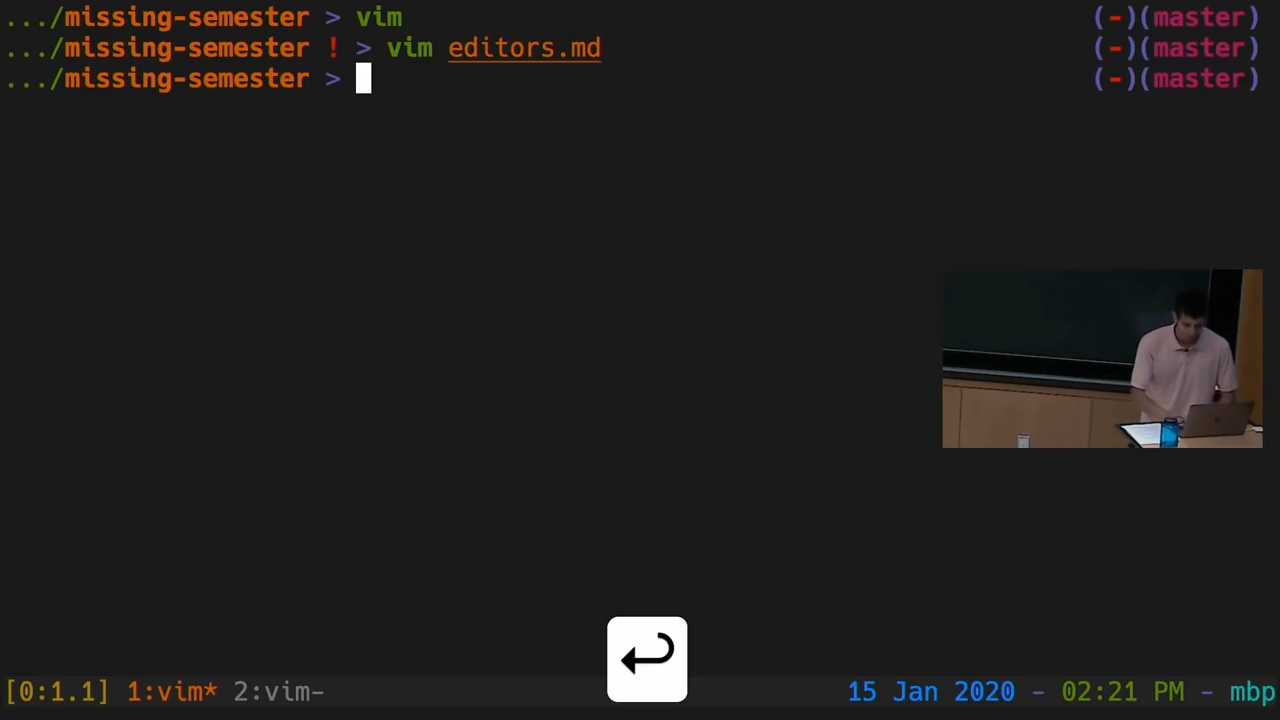 .../missing-semester > vim (-)(master)
.../missing-semester ! > vim editors.md (-)(master)
.../missing-semester > (-)(master)
[0:1.1] 1:vim* 2:vim- 15 Jan 2020 - 02:21 PM - mbp